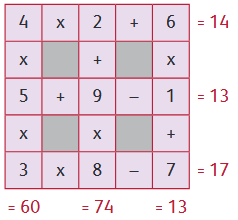 4 x 2 + 6 = 14
x + x
5 + 9 – 1 = 13
x x +
3 x 8 – 7 = 17
= 60 = 74 = 13